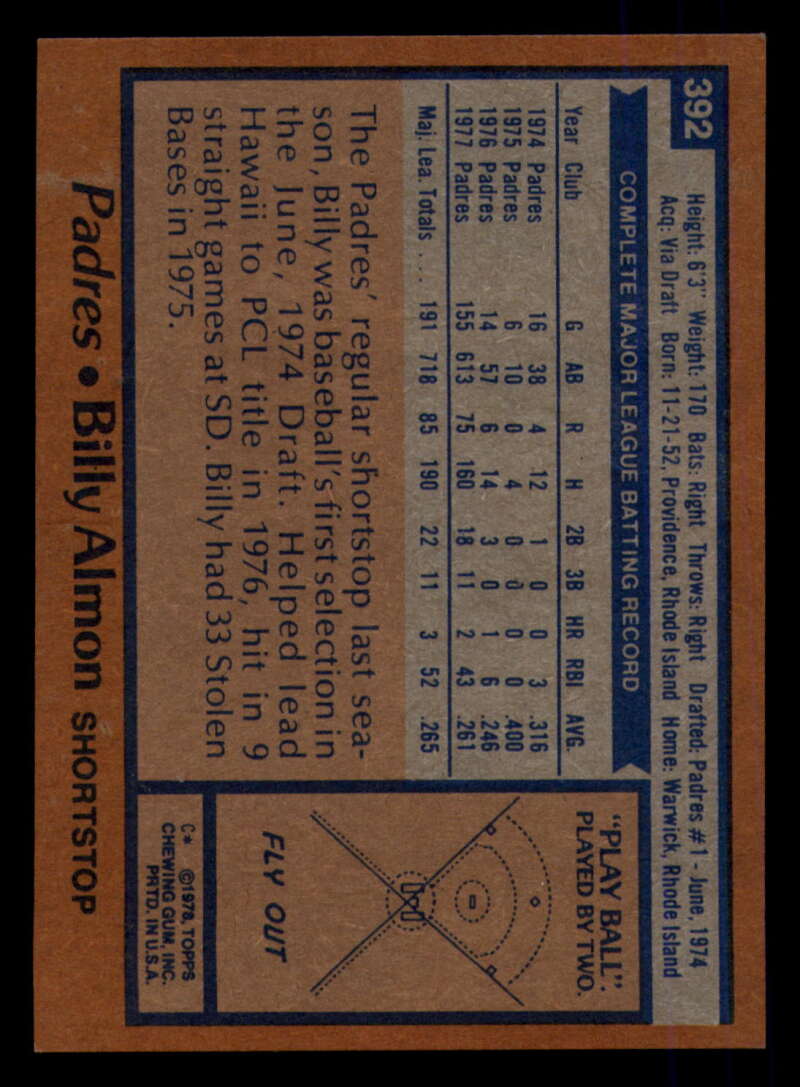 392
Height: 6'3" Weight: 170 Bats: Right Throws: Right Drafted: Padres #1 - June, 1974
Acq: Via Draft Born: 11-21-52, Providence, Rhode Island Home: Warwick, Rhode Island
COMPLETE MAJOR LEAGUE BATTING RECORD
Year Club G AB R H 2B 3B HR RBI AVG.
1974 Padres 16 38 4 12 1 0 0 3 .316
1975 Padres 6 10 0 4 0 0 0 0 .400
1976 Padres 14 57 6 14 3 0 1 6 .246
1977 Padres 155 613 75 160 18 11 2 43 .261
Maj. Lea. Totals . . . 191 718 85 190 22 11 3 52 .265
The Padres' regular shortstop last sea-
son, Billy was baseball's first selection in
the June, 1974 Draft. Helped lead
Hawaii to PCL title in 1976, hit in 9
straight games at SD. Billy had 33 Stolen
Bases in 1975.
"PLAY BALL"
PLAYED BY TWO.
FLY OUT
C* ©1978, TOPPS
CHEWING GUM, INC.
PRTD. IN U.S.A.
Padres • Billy Almon SHORTSTOP